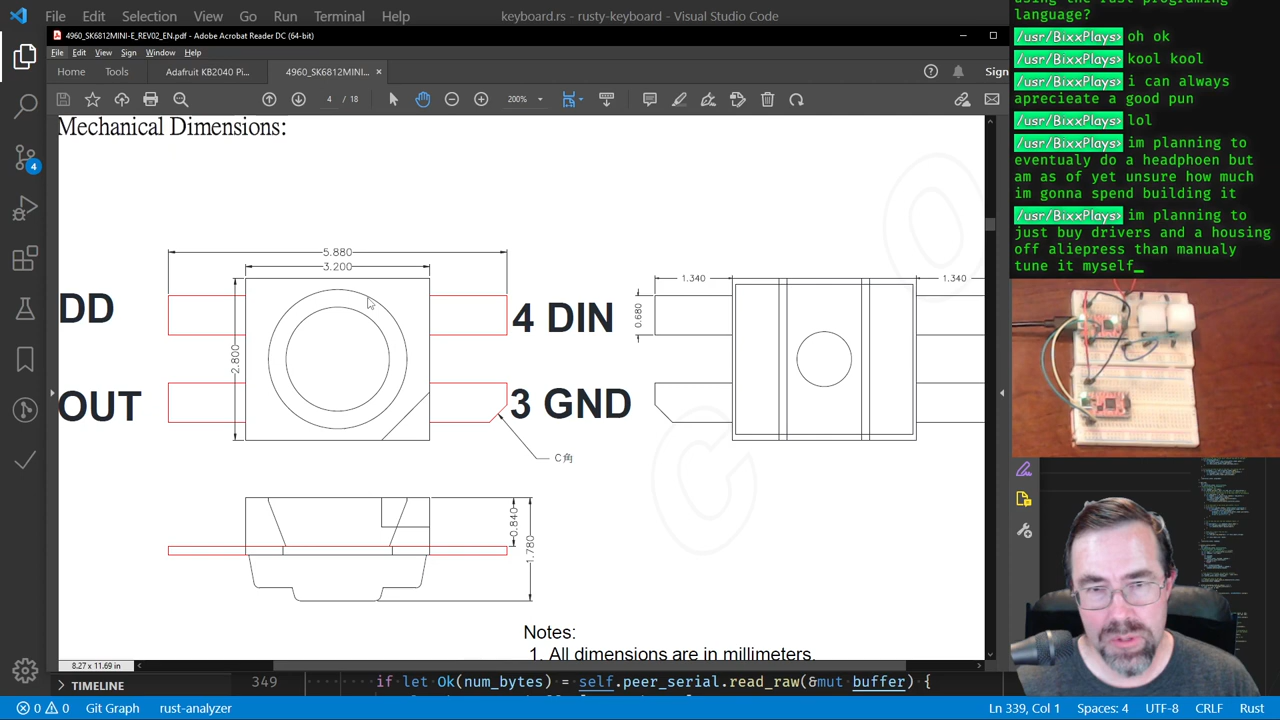 File Edit Selection View Go Run Terminal Help keyboard.rs - rusty-keyboard - Visual Studio Code
4960_SK6812MINI-E_REV02_EN.pdf - Adobe Acrobat Reader DC (64-bit)
File Edit View Sign Window Help
Home Tools Adafruit KB2040 Pi... 4960_SK6812MINI... × Sign
4 / 18 200%
Mechanical Dimensions:
5.880
3.200
1.340 1.340
DD 4 DIN 0.680
2.800
OUT 3 GND
C角
0.840
1.780
Notes:
1. All dimensions are in millimeters.
8.27 x 11.69 in
4
TIMELINE
349 if let Ok(num_bytes) = self.peer_serial.read_raw(&mut buffer) {
0 0 Git Graph rust-analyzer Ln 339, Col 1 Spaces: 4 UTF-8 CRLF Rust
using the rust programing
language?
/usr/BixxPlays> oh ok
/usr/BixxPlays> kool kool
/usr/BixxPlays> i can always
aprecieate a good pun
/usr/BixxPlays> lol
/usr/BixxPlays> im planning to
eventualy do a headphoen but
am as of yet unsure how much
im gonna spend building it
/usr/BixxPlays> im planning to
just buy drivers and a housing
off aliepress than manualy
tune it myself_